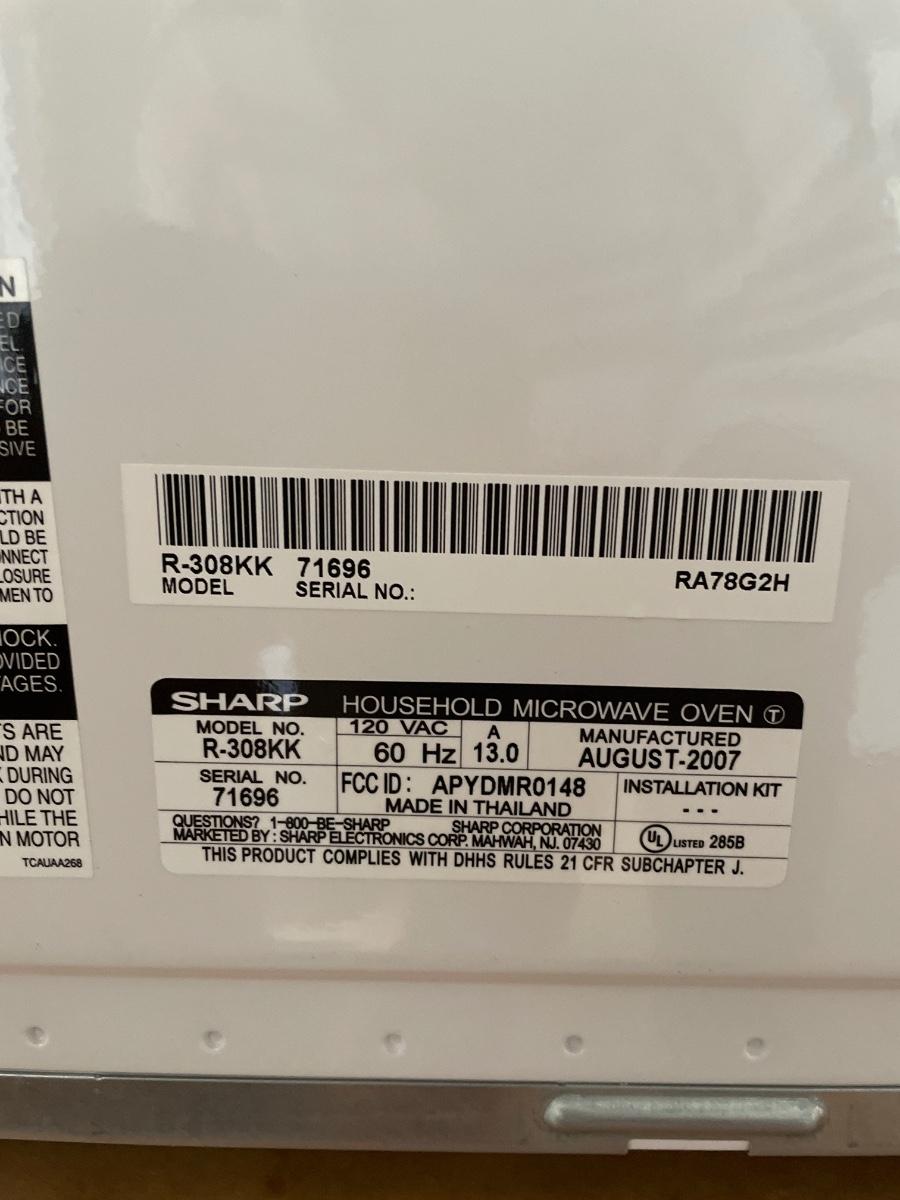 N
ED
EL.
ICE
NCE
FOR
BE
SIVE
ITH A
CTION
LD BE
NNECT
LOSURE
MEN TO
HOCK.
OVIDED
AGES.
S ARE
ND MAY
DURING
DO NOT
HILE THE
N MOTOR
TCAUAA268
R-308KK 71696
MODEL SERIAL NO.:
RA78G2H
SHARP HOUSEHOLD MICROWAVE OVEN T
MODEL NO.
R-308KK
120 VAC
60 Hz
A
13.0
MANUFACTURED
AUGUST-2007
SERIAL NO.
71696
FCC ID: APYDMR0148
MADE IN THAILAND
INSTALLATION KIT
- - -
QUESTIONS? 1-800-BE-SHARP SHARP CORPORATION
MARKETED BY : SHARP ELECTRONICS CORP. MAHWAH, NJ. 07430
UL LISTED 285B
THIS PRODUCT COMPLIES WITH DHHS RULES 21 CFR SUBCHAPTER J.